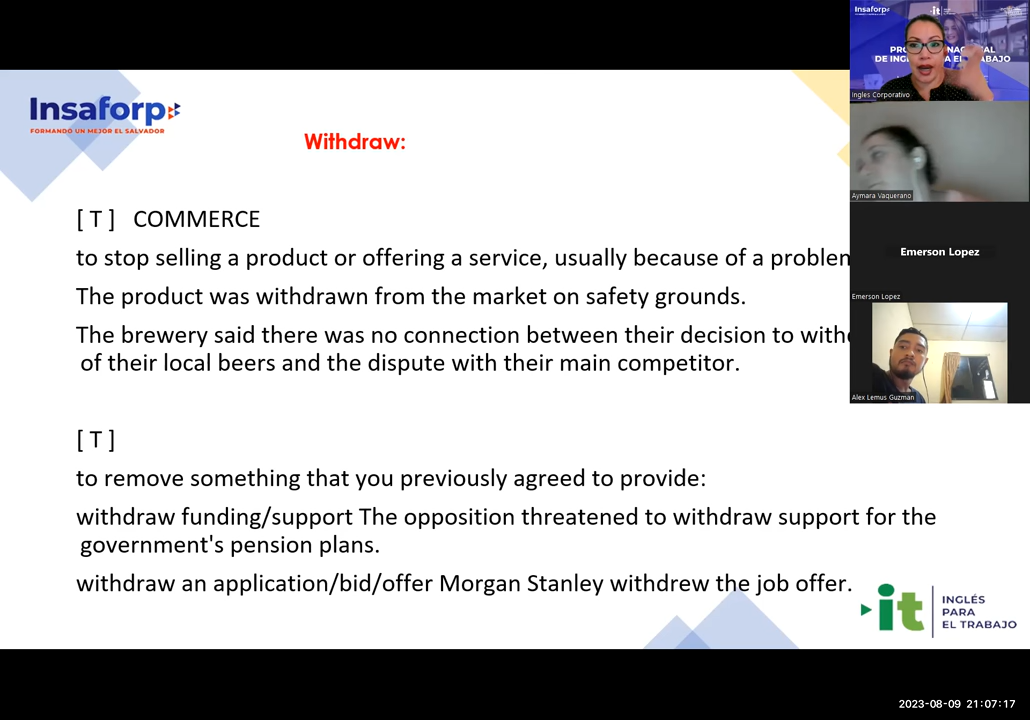 Insaforp
FORMANDO UN MEJOR EL SALVADOR
Withdraw:
[ T ] COMMERCE
to stop selling a product or offering a service, usually because of a
The product was withdrawn from the market on safety grounds.
The brewery said there was no connection between their decision to
of their local beers and the dispute with their main competitor.
[ T ]
to remove something that you previously agreed to provide:
withdraw funding/support The opposition threatened to withdraw support for the
government's pension plans.
withdraw an application/bid/offer Morgan Stanley withdrew the job offer.
it
INGLÉS
PARA
EL TRABAJO
Insaforp
it
DE EL TRABAJO
Ingles Corporativo
Aymara Vaquerano
Emerson Lopez
Emerson Lopez
Alex Lemus Guzman
2023-08-09 21:07:17